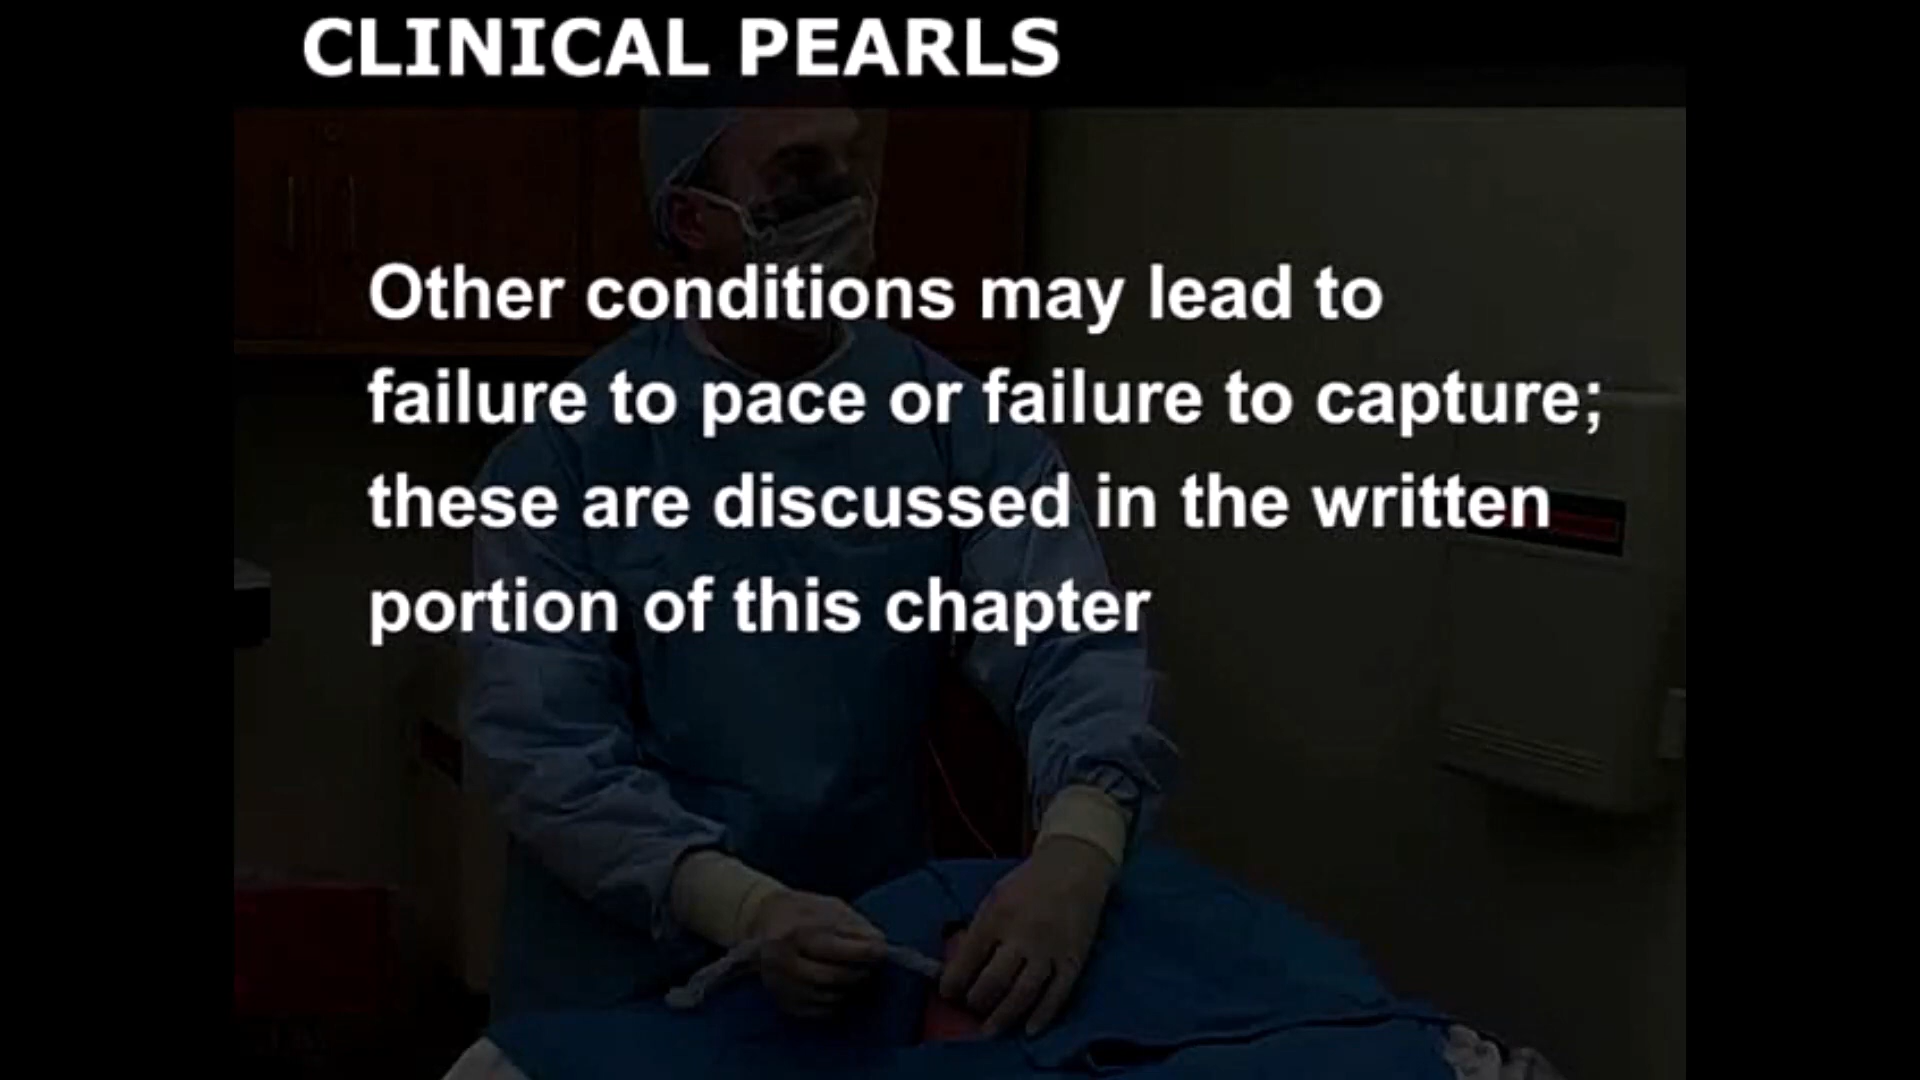 CLINICAL PEARLS
Other conditions may lead to
failure to pace or failure to capture;
these are discussed in the written
portion of this chapter